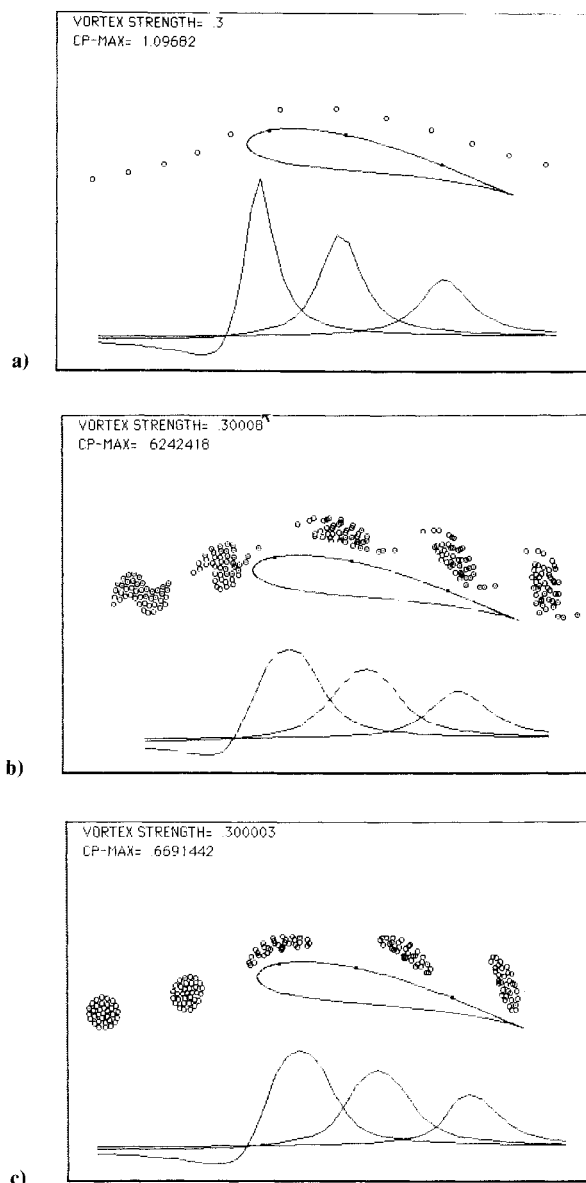 VORTEX STRENGTH= .3
CP-MAX= 1.09682
a)
VORTEX STRENGTH= .30008
CP-MAX= .6242418
b)
VORTEX STRENGTH= .300003
CP-MAX= .6691442
c)